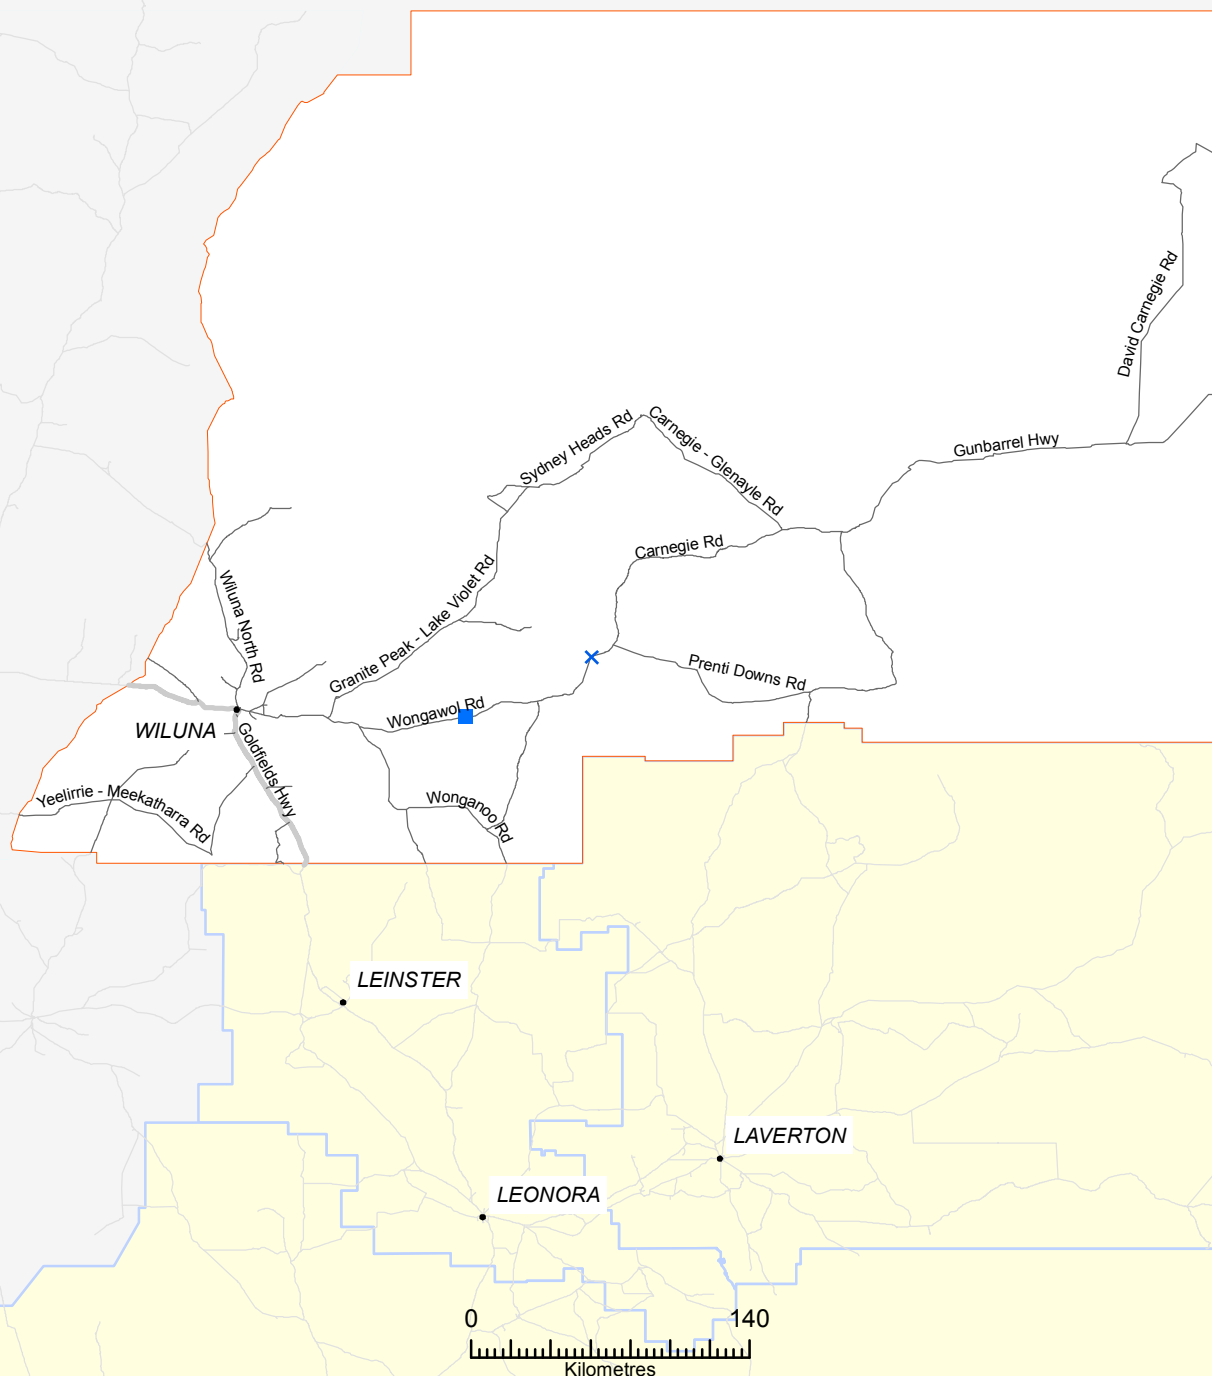 David Carnegie Rd
Sydney Heads Rd
Carnegie - Glenayle Rd
Gunbarrel Hwy
Carnegie Rd
Wiluna North Rd
Granite Peak - Lake Violet Rd
Prenti Downs Rd
Wongawol Rd
WILUNA
Goldfields Hwy
Yeelirrie - Meekatharra Rd
Wonganoo Rd
LEINSTER
LAVERTON
LEONORA
0 140
Kilometres